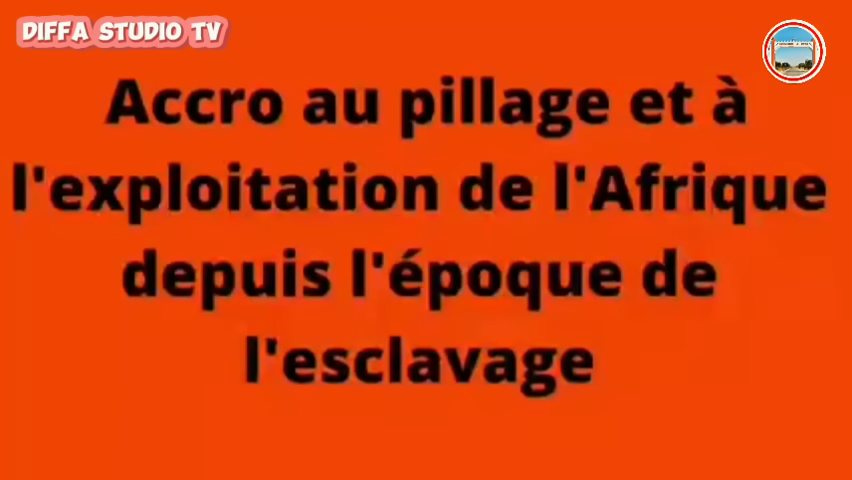 DIFFA STUDIO TV
Accro au pillage et à
l'exploitation de l'Afrique
depuis l'époque de
l'esclavage